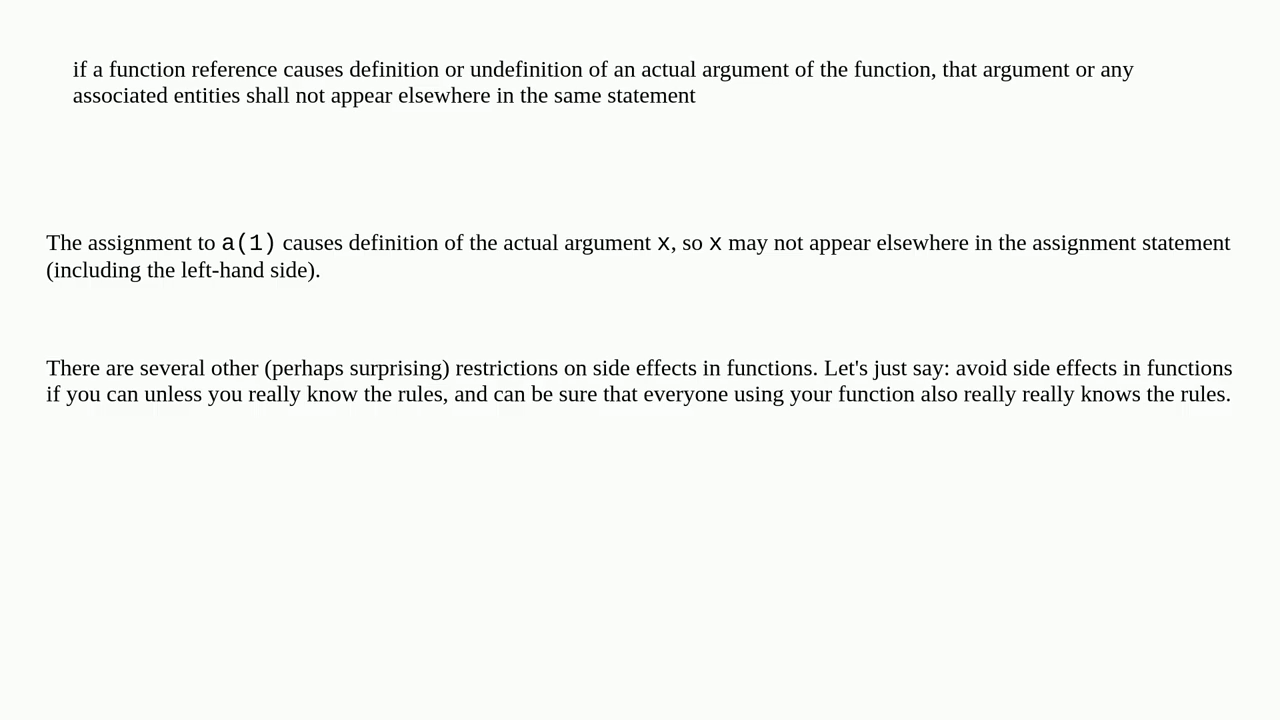 if a function reference causes definition or undefinition of an actual argument of the function, that argument or any
associated entities shall not appear elsewhere in the same statement
The assignment to a(1) causes definition of the actual argument x, so x may not appear elsewhere in the assignment statement
(including the left-hand side).
There are several other (perhaps surprising) restrictions on side effects in functions. Let's just say: avoid side effects in functions
if you can unless you really know the rules, and can be sure that everyone using your function also really really knows the rules.